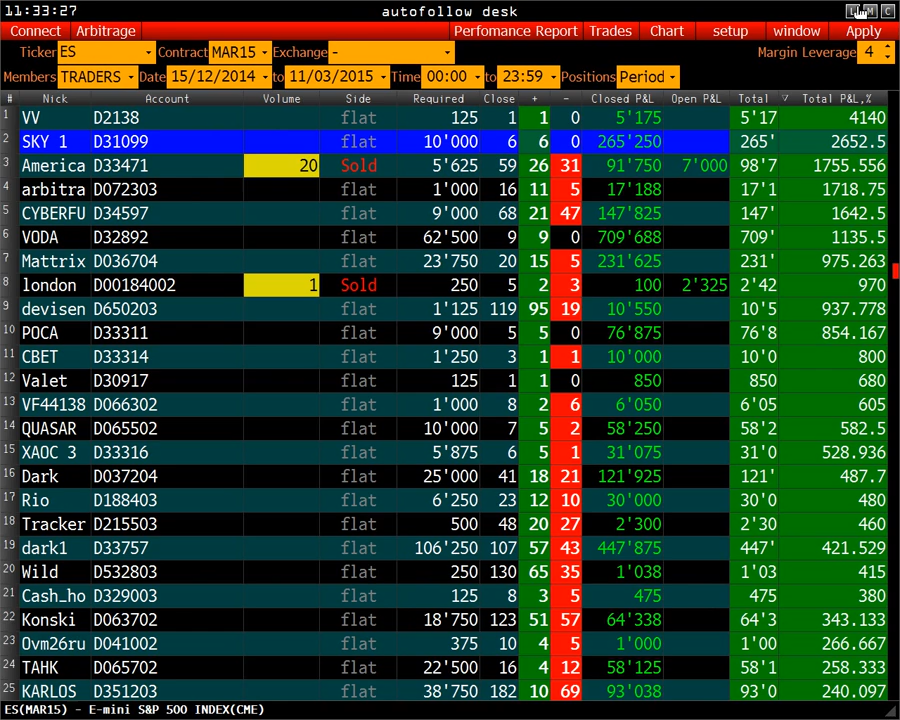 11:33:27 autofollow desk L M C
Connect Arbitrage Perfomance Report Trades Chart setup window Apply
Ticker ES Contract MAR15 Exchange - Margin Leverage 4
Members TRADERS Date 15/12/2014 to 11/03/2015 Time 00:00 to 23:59 Positions Period
# Nick Account Volume Side Required Close + - Closed P&L Open P&L Total Total P&L,%
1 VV D2138 flat 125 1 1 0 5'175 5'17 4140
2 SKY 1 D31099 flat 10'000 6 6 0 265'250 265' 2652.5
3 America D33471 20 Sold 5'625 59 26 31 91'750 7'000 98'7 1755.556
4 arbitra D072303 flat 1'000 16 11 5 17'188 17'1 1718.75
5 CYBERFU D34597 flat 9'000 68 21 47 147'825 147' 1642.5
6 VODA D32892 flat 62'500 9 9 0 709'688 709' 1135.5
7 Mattrix D036704 flat 23'750 20 15 5 231'625 231' 975.263
8 london D00184002 1 Sold 250 5 2 3 100 2'325 2'42 970
9 devisen D650203 flat 1'125 119 95 19 10'550 10'5 937.778
10 POCA D33311 flat 9'000 5 5 0 76'875 76'8 854.167
11 CBET D33314 flat 1'250 3 1 1 10'000 10'0 800
12 Valet D30917 flat 125 1 1 0 850 850 680
13 VF44138 D066302 flat 1'000 8 2 6 6'050 6'05 605
14 QUASAR D065502 flat 10'000 7 5 2 58'250 58'2 582.5
15 XAOC 3 D33316 flat 5'875 6 5 1 31'075 31'0 528.936
16 Dark D037204 flat 25'000 41 18 21 121'925 121' 487.7
17 Rio D188403 flat 6'250 23 12 10 30'000 30'0 480
18 Tracker D215503 flat 500 48 20 27 2'300 2'30 460
19 dark1 D33757 flat 106'250 107 57 43 447'875 447' 421.529
20 Wild D532803 flat 250 130 65 35 1'038 1'03 415
21 Cash_ho D329003 flat 125 8 3 5 475 475 380
22 Konski D063702 flat 18'750 123 51 57 64'338 64'3 343.133
23 Ovm26ru D041002 flat 375 10 4 5 1'000 1'00 266.667
24 TAHK D065702 flat 22'500 16 4 12 58'125 58'1 258.333
25 KARLOS D351203 flat 38'750 182 10 69 93'038 93'0 240.097
ES(MAR15) - E-mini S&P 500 INDEX(CME)